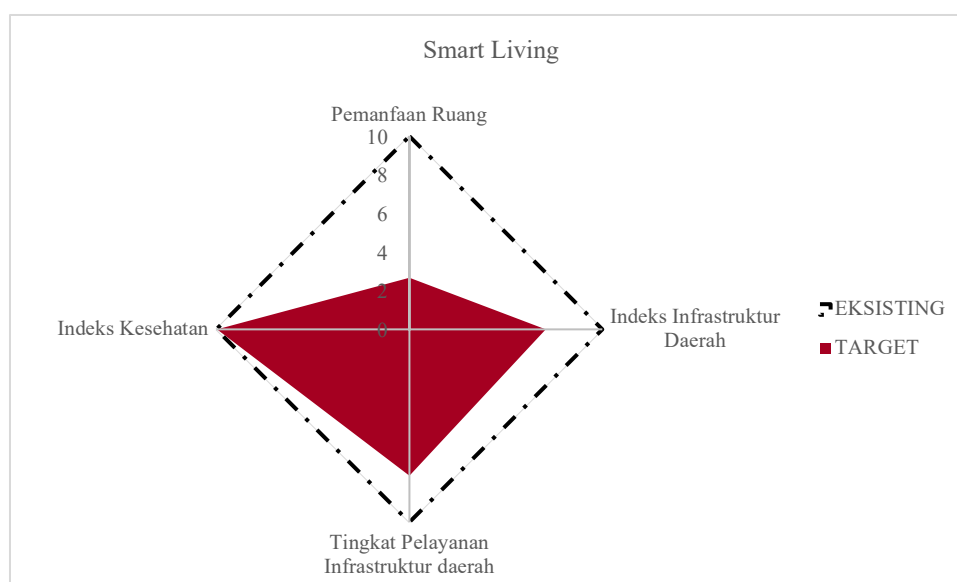 Smart Living
Pemanfaan Ruang
10
8
6
4
2
0
Indeks Kesehatan
Indeks Infrastruktur
Daerah
EKSISTING
TARGET
Tingkat Pelayanan
Infrastruktur daerah